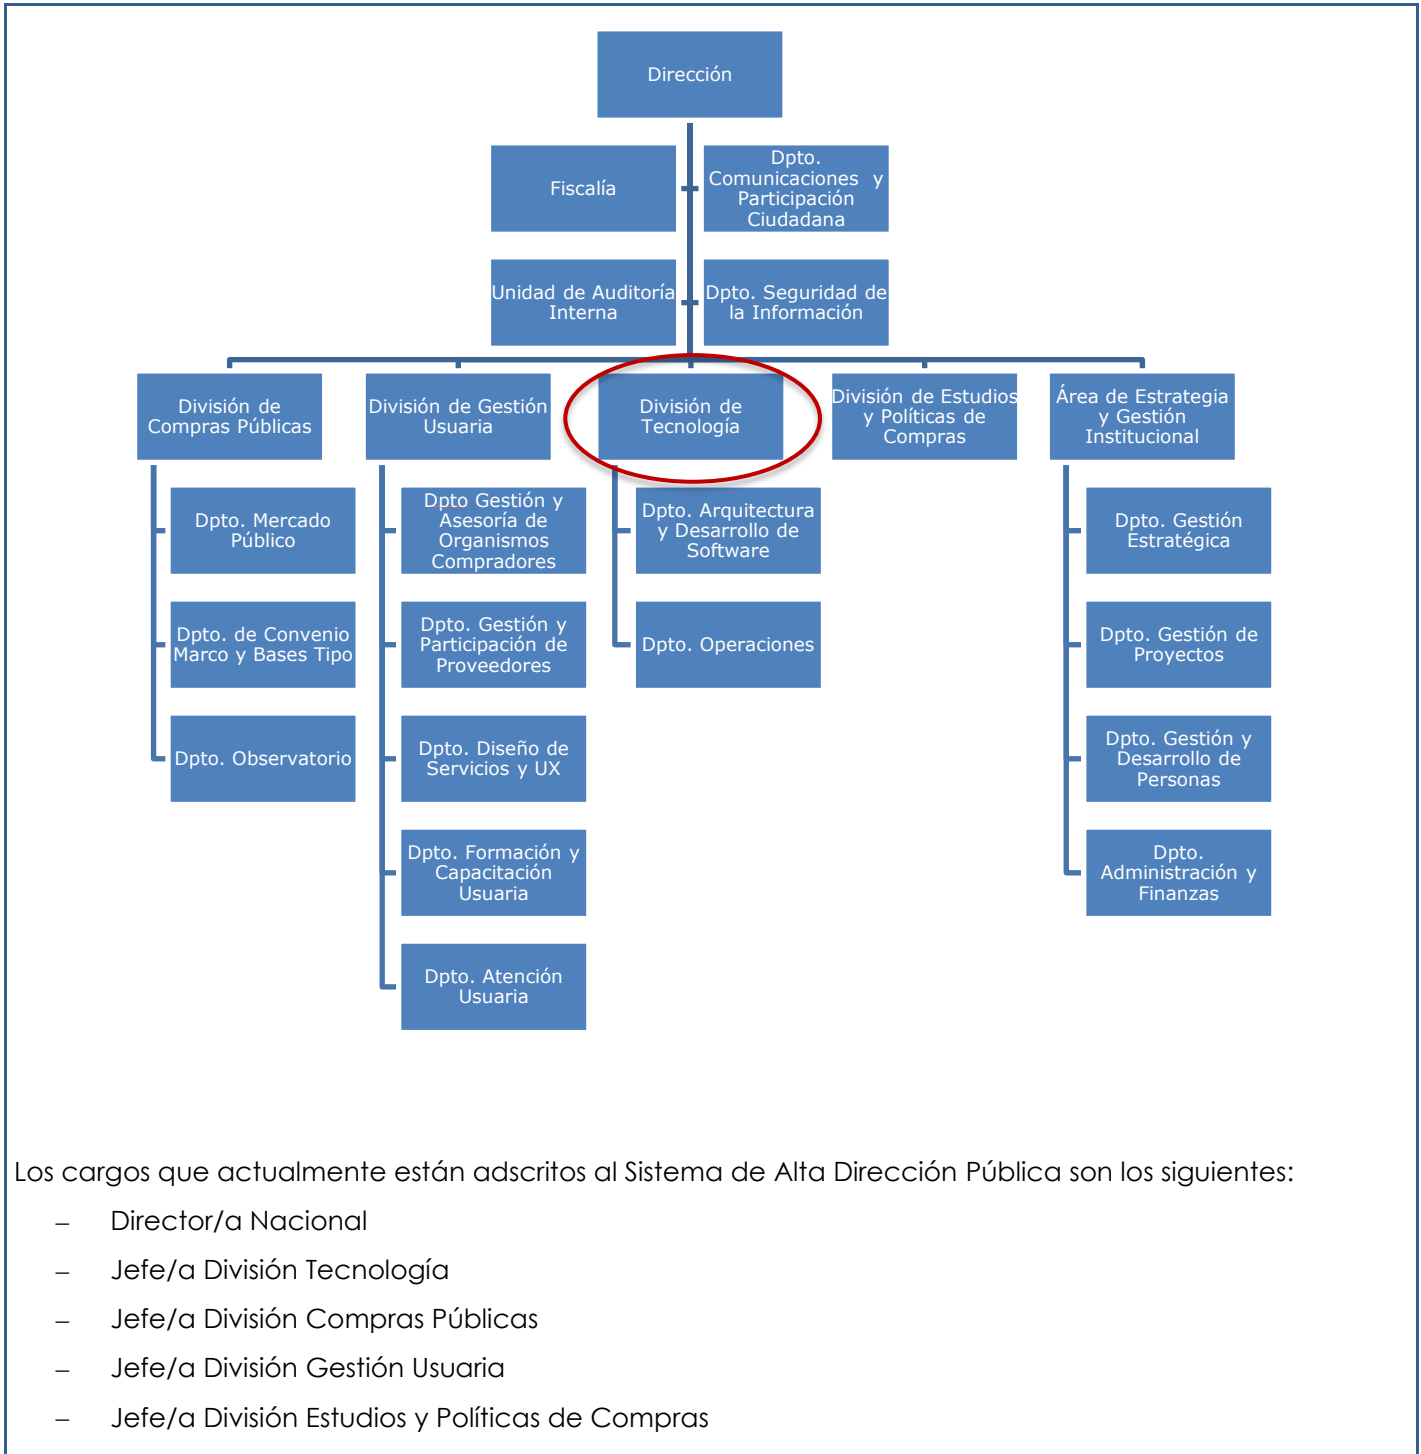 Dirección
Fiscalía
Dpto.
Comunicaciones y
Participación
Ciudadana
Unidad de Auditoría
Interna
Dpto. Seguridad de
la Información
División de
Compras Públicas
División de Gestión
Usuaria
División de
Tecnología
División de Estudios
y Políticas de
Compras
Área de Estrategia
y Gestión
Institucional
Dpto. Mercado
Público
Dpto. de Convenio
Marco y Bases Tipo
Dpto. Observatorio
Dpto Gestión y
Asesoría de
Organismos
Compradores
Dpto. Gestión y
Participación de
Proveedores
Dpto. Diseño de
Servicios y UX
Dpto. Formación y
Capacitación
Usuaria
Dpto. Atención
Usuaria
Dpto. Arquitectura
y Desarrollo de
Software
Dpto. Operaciones
Dpto. Gestión
Estratégica
Dpto. Gestión de
Proyectos
Dpto. Gestión y
Desarrollo de
Personas
Dpto.
Administración y
Finanzas
Los cargos que actualmente están adscritos al Sistema de Alta Dirección Pública son los siguientes:
– Director/a Nacional
– Jefe/a División Tecnología
– Jefe/a División Compras Públicas
– Jefe/a División Gestión Usuaria
– Jefe/a División Estudios y Políticas de Compras